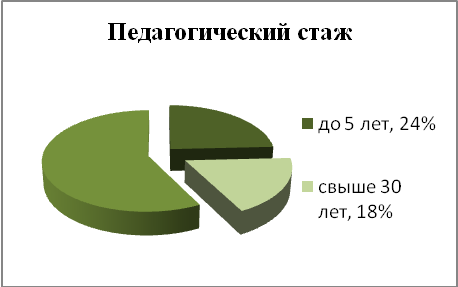 Педагогический стаж
до 5 лет, 24%
свыше 30
лет, 18%